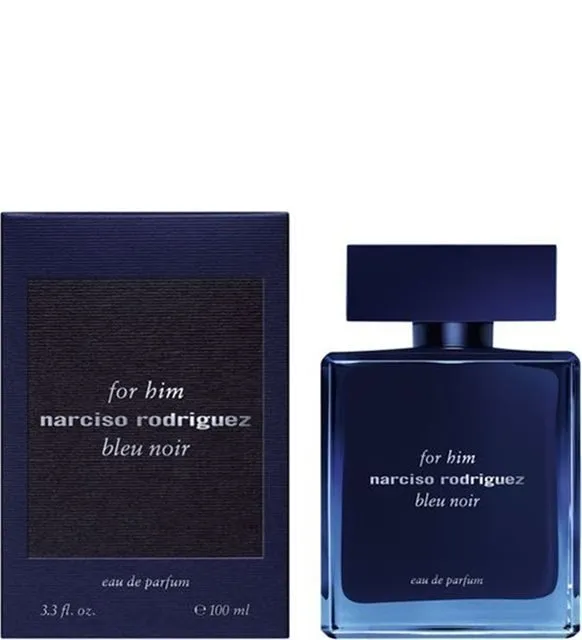 for him
narciso rodriguez
bleu noir
eau de parfum
3.3 fl. oz. ℮ 100 ml
for him
narciso rodriguez
bleu noir
eau de parfum